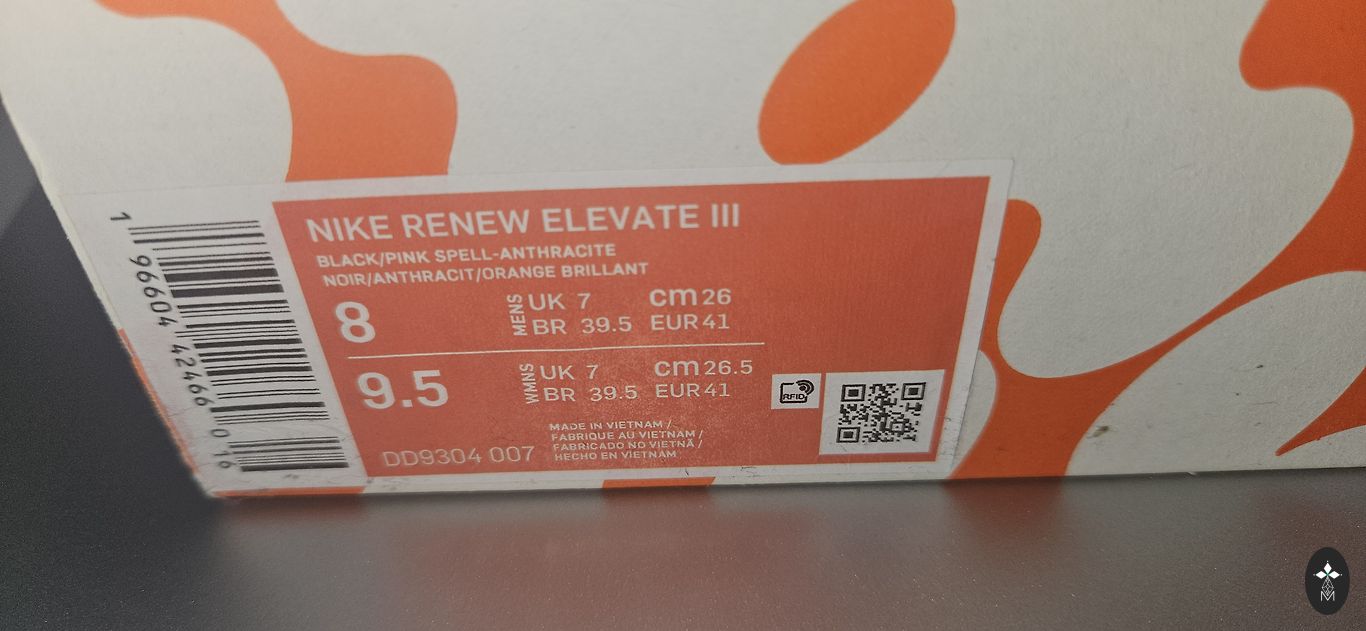 NIKE RENEW ELEVATE III
BLACK/PINK SPELL-ANTHRACITE
NOIR/ANTHRACIT/ORANGE BRILLANT
8 MENS UK 7 cm 26
BR 39.5 EUR 41
9.5 WMNS UK 7 cm 26.5
BR 39.5 EUR 41
MADE IN VIETNAM /
FABRIQUE AU VIETNAM /
FABRICADO NO VIETNÃ /
HECHO EN VIETNAM
DD9304 007
RFID
1 96604 42466 0 016
M